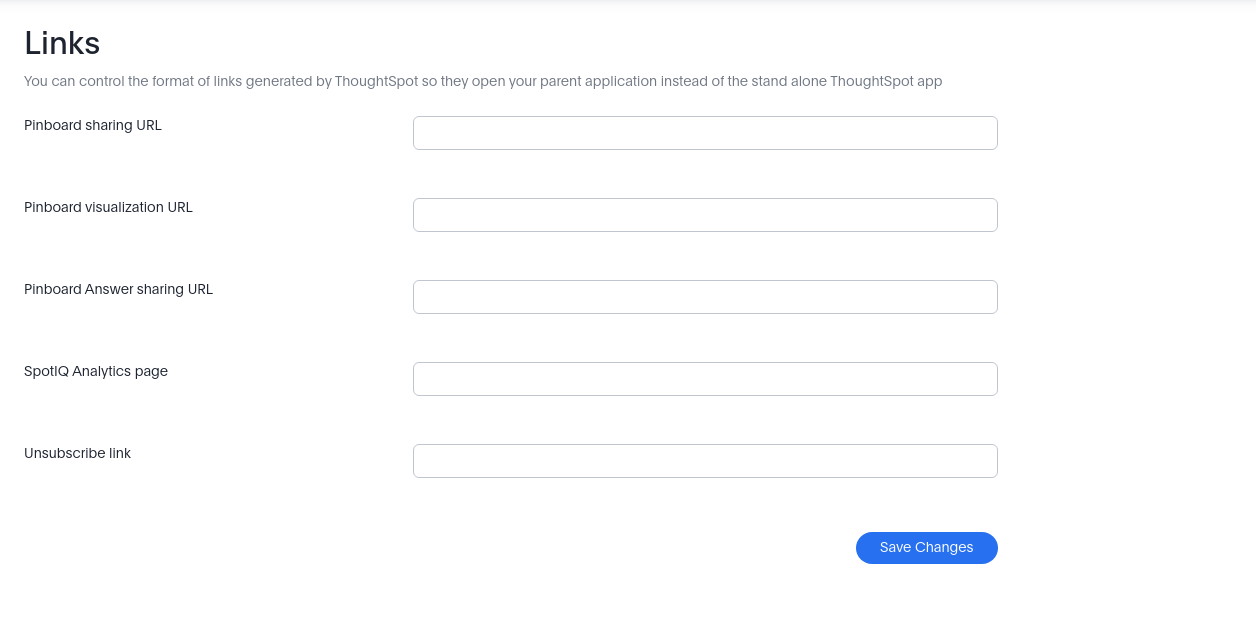 Links
You can control the format of links generated by ThoughtSpot so they open your parent application instead of the stand alone ThoughtSpot app
Pinboard sharing URL
Pinboard visualization URL
Pinboard Answer sharing URL
SpotIQ Analytics page
Unsubscribe link
Save Changes